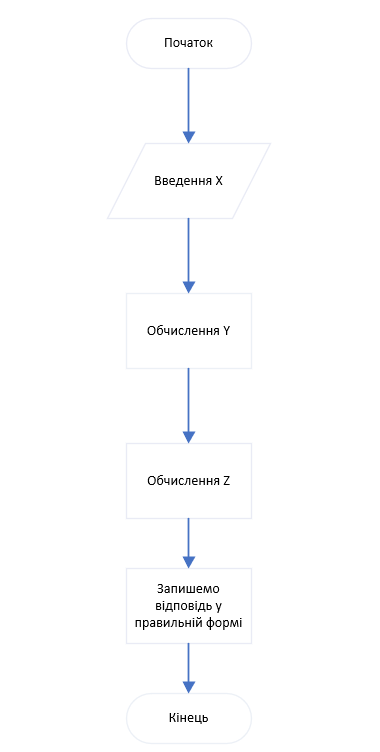 Початок
Введення X
Обчислення Y
Обчислення Z
Запишемо
відповідь у
правильній формі
Кінець